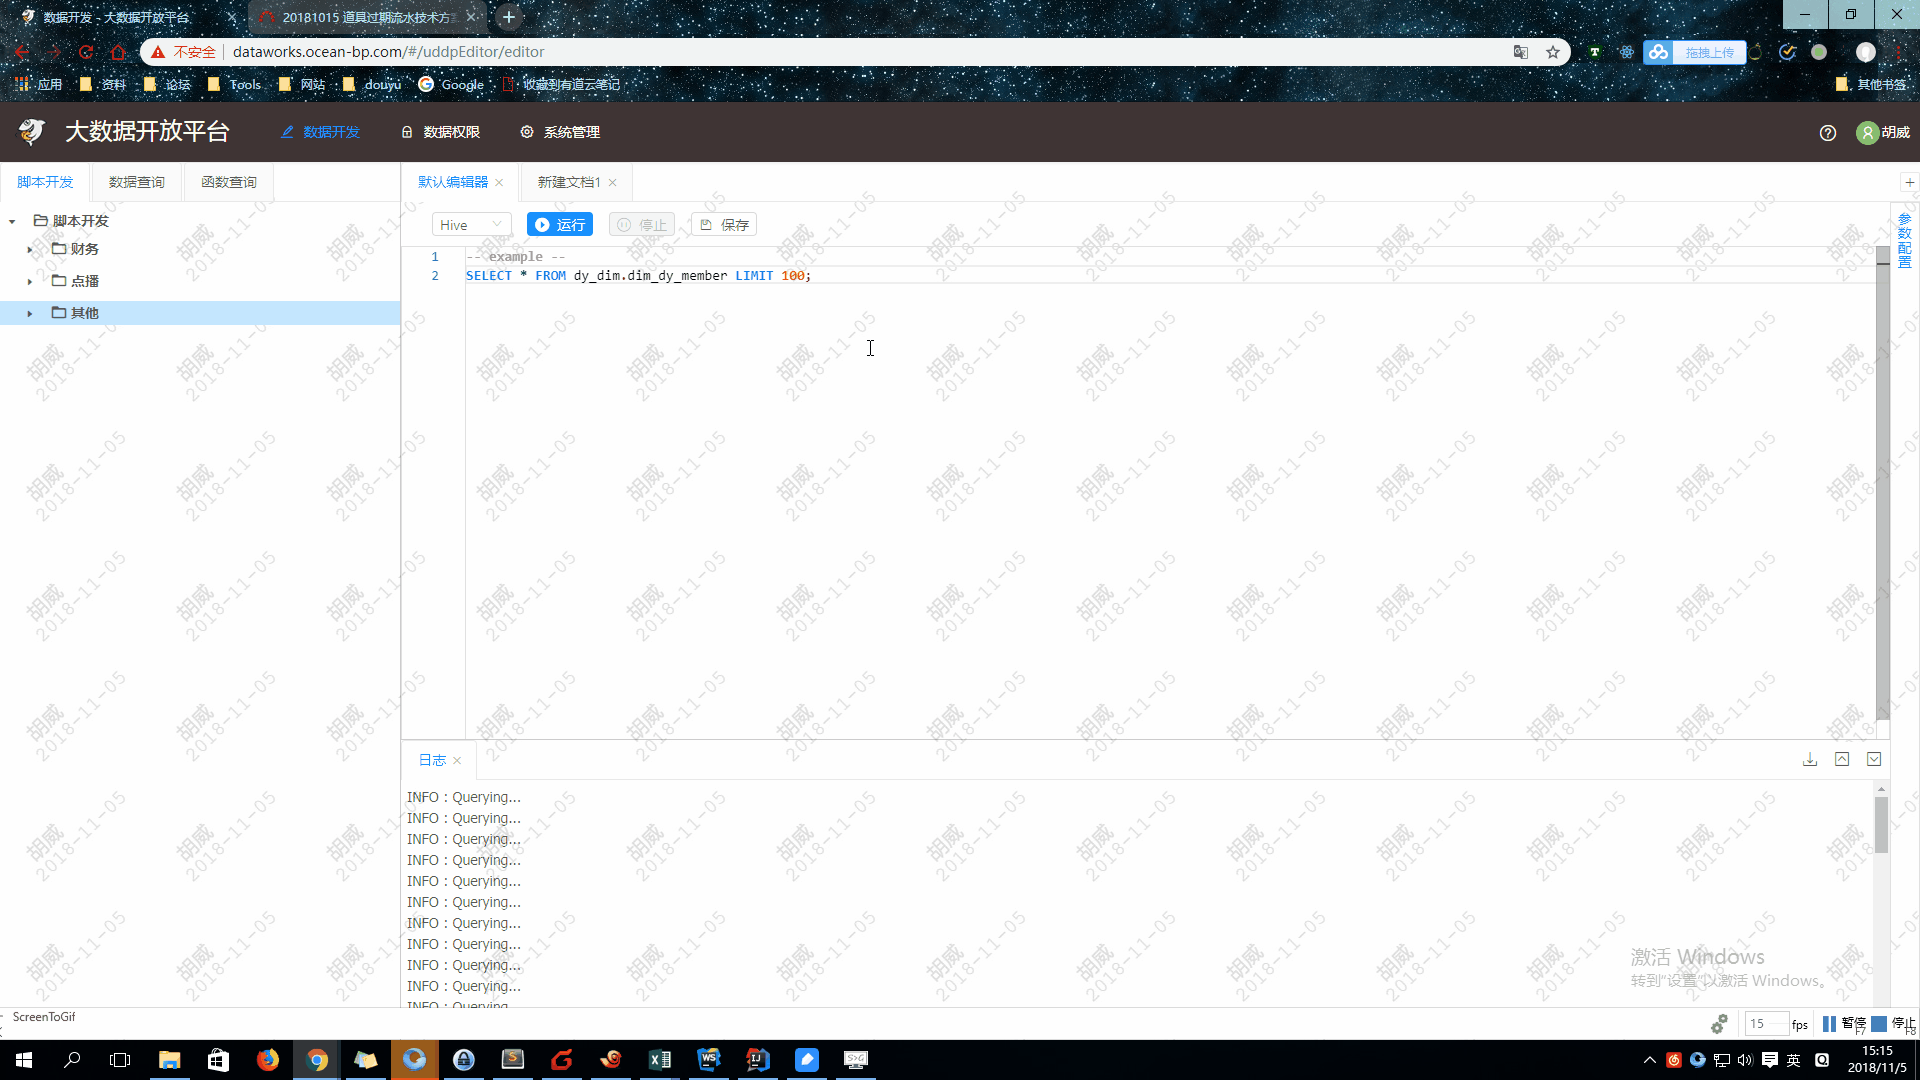 数据开发 - 大数据开放平台
20181015 道具过期流水技术方案
不安全
dataworks.ocean-bp.com/#/uddpEditor/editor
拖拽上传
应用 资料 论坛 Tools 网站 douyu Google 收藏到有道云笔记 其他书签
大数据开放平台 数据开发 数据权限 系统管理 胡威
脚本开发 数据查询 函数查询 默认编辑器 新建文档1
脚本开发
财务
点播
其他
Hive 运行 停止 保存
参数配置
1 -- example --
2 SELECT * FROM dy_dim.dim_dy_member LIMIT 100;
胡威
2018-11-05
日志
INFO : Querying...
INFO : Querying...
INFO : Querying...
INFO : Querying...
INFO : Querying...
INFO : Querying...
INFO : Querying...
INFO : Querying...
INFO : Querying...
INFO : Querying...
INFO : Querying...
激活 Windows
转到"设置"以激活 Windows。
ScreenToGif
15 fps 暂停 F7 停止 F8
英
15:15
2018/11/5